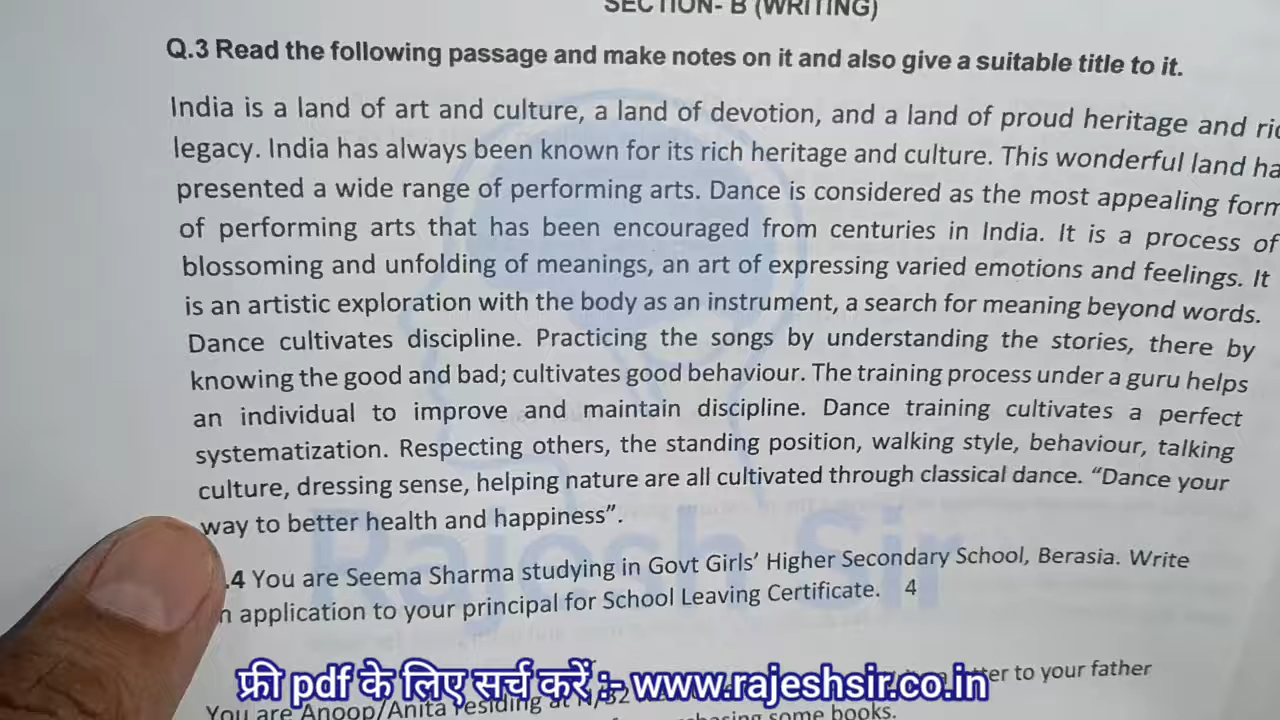 SECTION- B (WRITING)
Q.3 Read the following passage and make notes on it and also give a suitable title to it.
India is a land of art and culture, a land of devotion, and a land of proud heritage and
legacy. India has always been known for its rich heritage and culture. This wonderful land
presented a wide range of performing arts. Dance is considered as the most appealing form
of performing arts that has been encouraged from centuries in India. It is a process of
blossoming and unfolding of meanings, an art of expressing varied emotions and feelings. It
is an artistic exploration with the body as an instrument, a search for meaning beyond words.
Dance cultivates discipline. Practicing the songs by understanding the stories, there by
knowing the good and bad; cultivates good behaviour. The training process under a guru helps
an individual to improve and maintain discipline. Dance training cultivates a perfect
systematization. Respecting others, the standing position, walking style, behaviour, talking
culture, dressing sense, helping nature are all cultivated through classical dance. “Dance your
way to better health and happiness”.
.4 You are Seema Sharma studying in Govt Girls’ Higher Secondary School, Berasia. Write
application to your principal for School Leaving Certificate. 4
to your father
You are Anoop/Anita residing at
some books.
Rajesh Sir
फ्री pdf के लिए सर्च करें :- www.rajeshsir.co.in